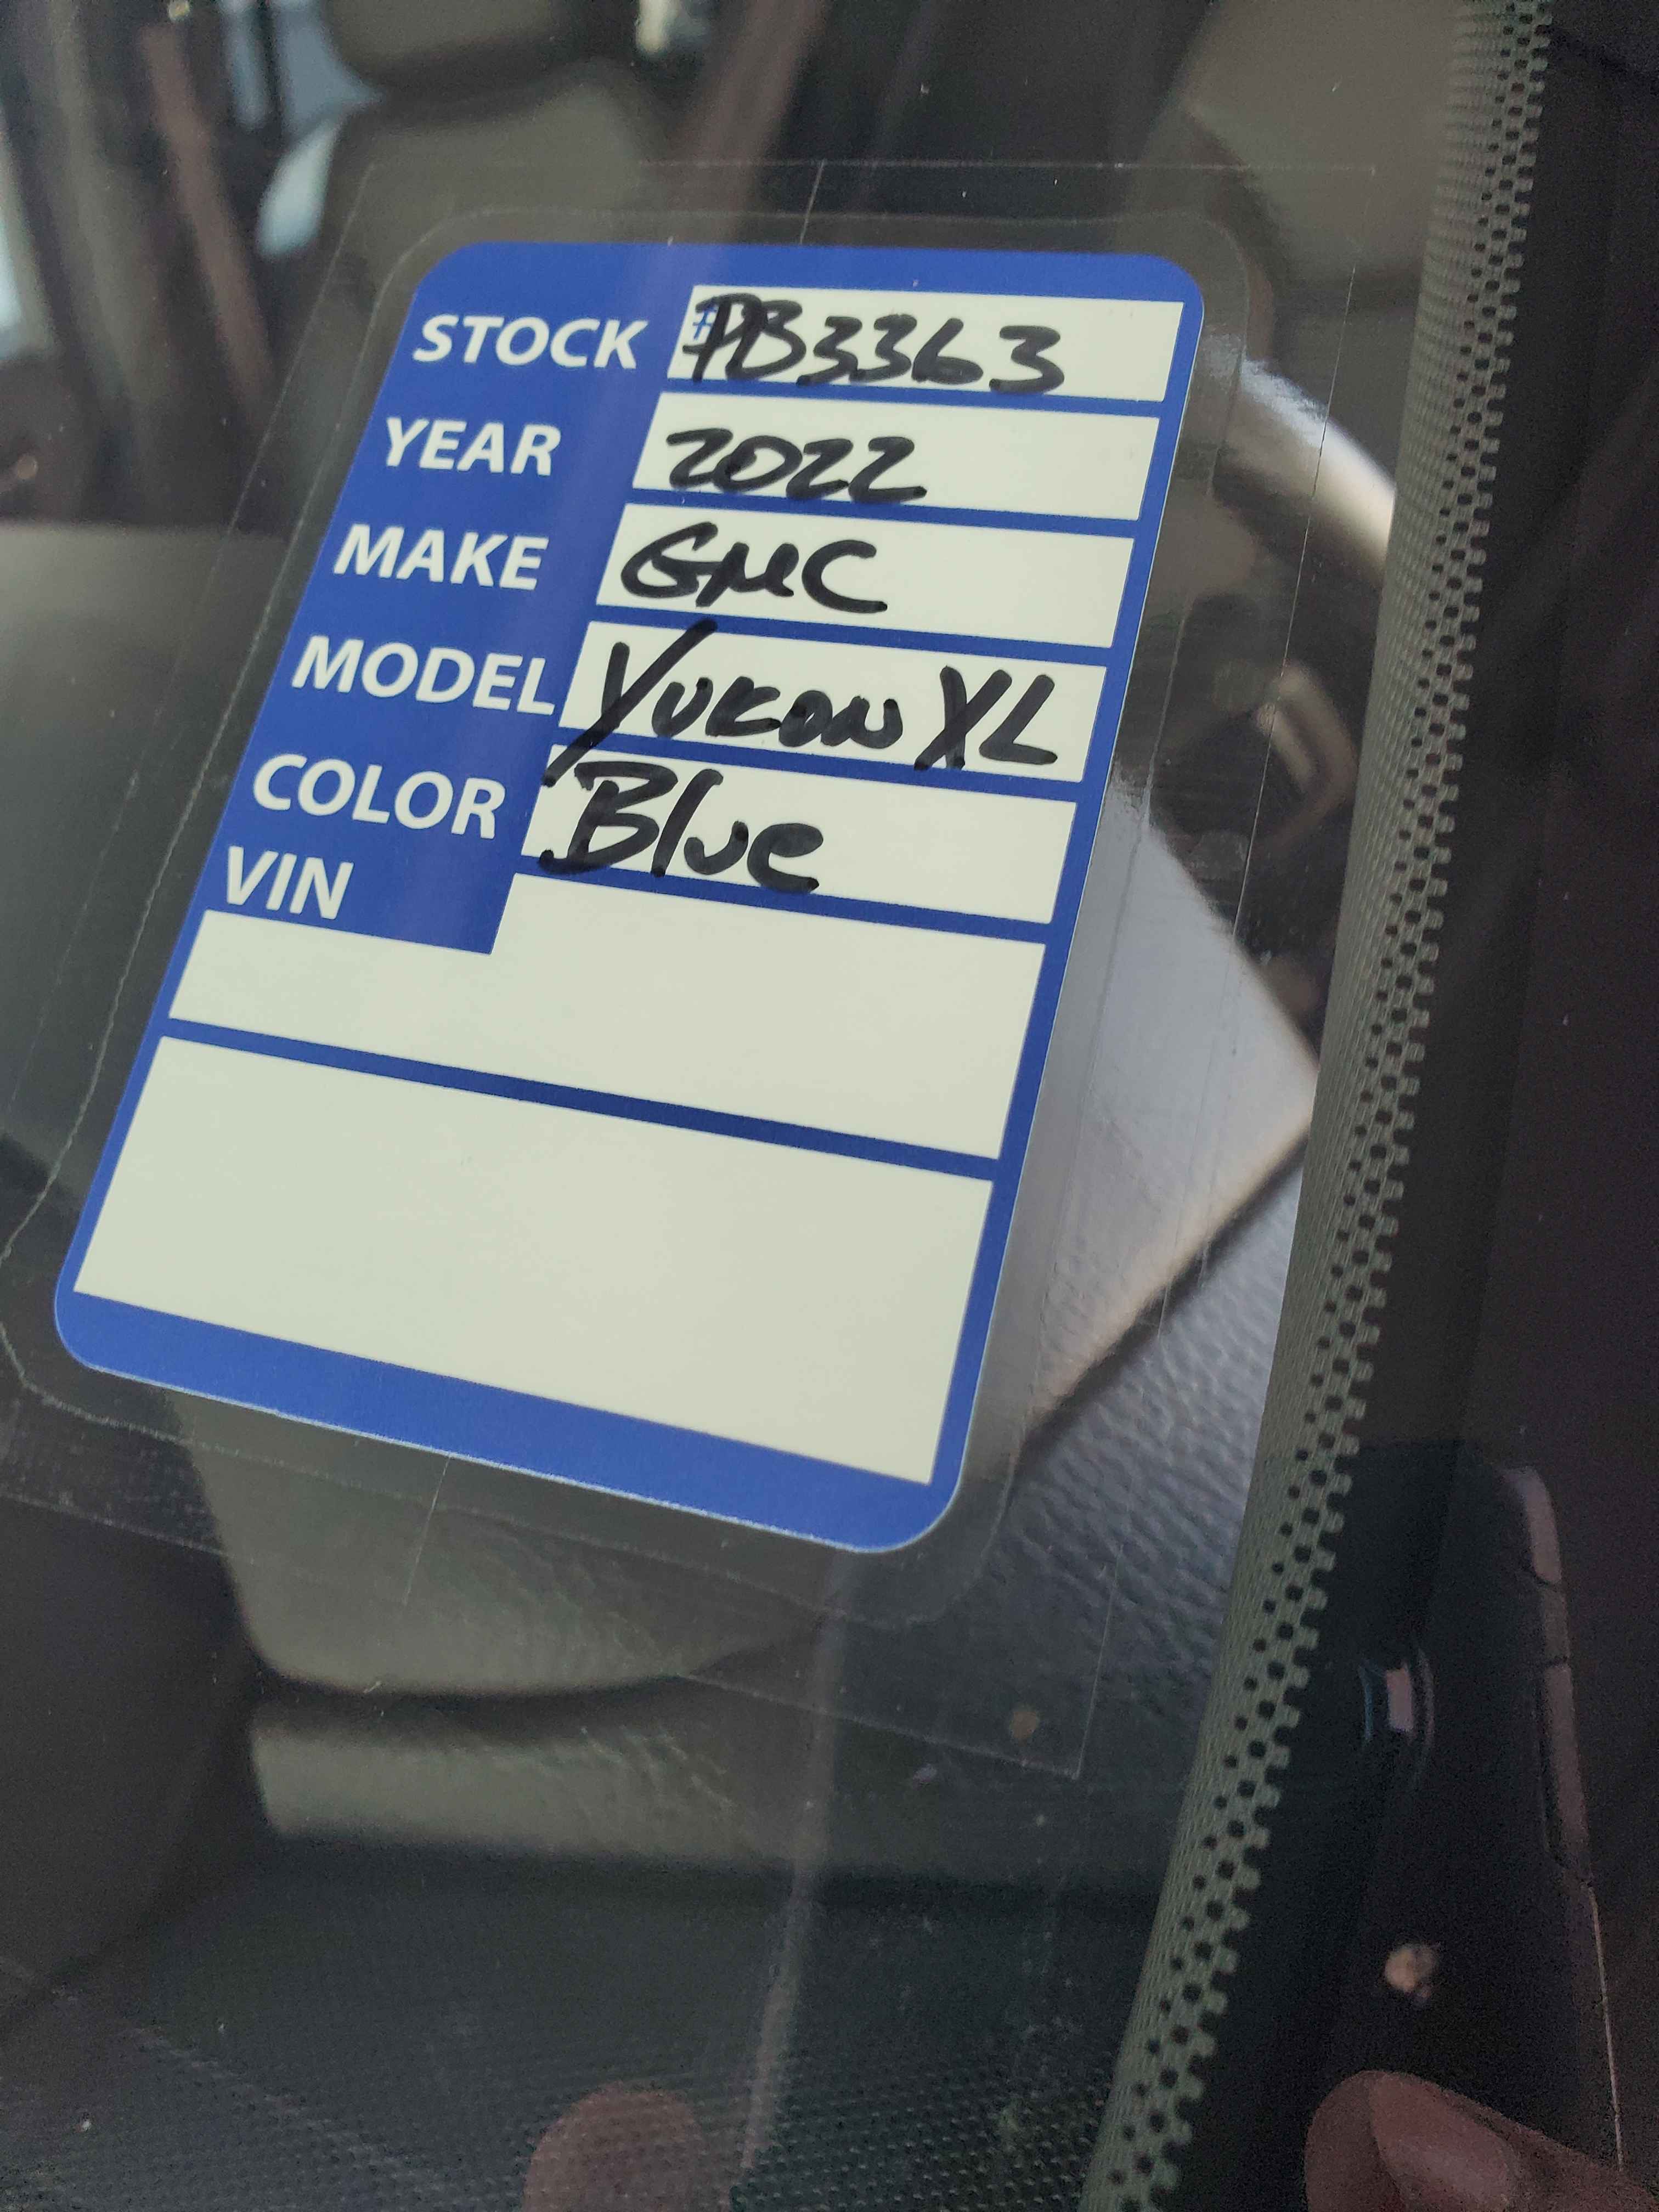 STOCK #PB3363
YEAR 2022
MAKE GMC
MODEL YUKON XL
COLOR Blue
VIN